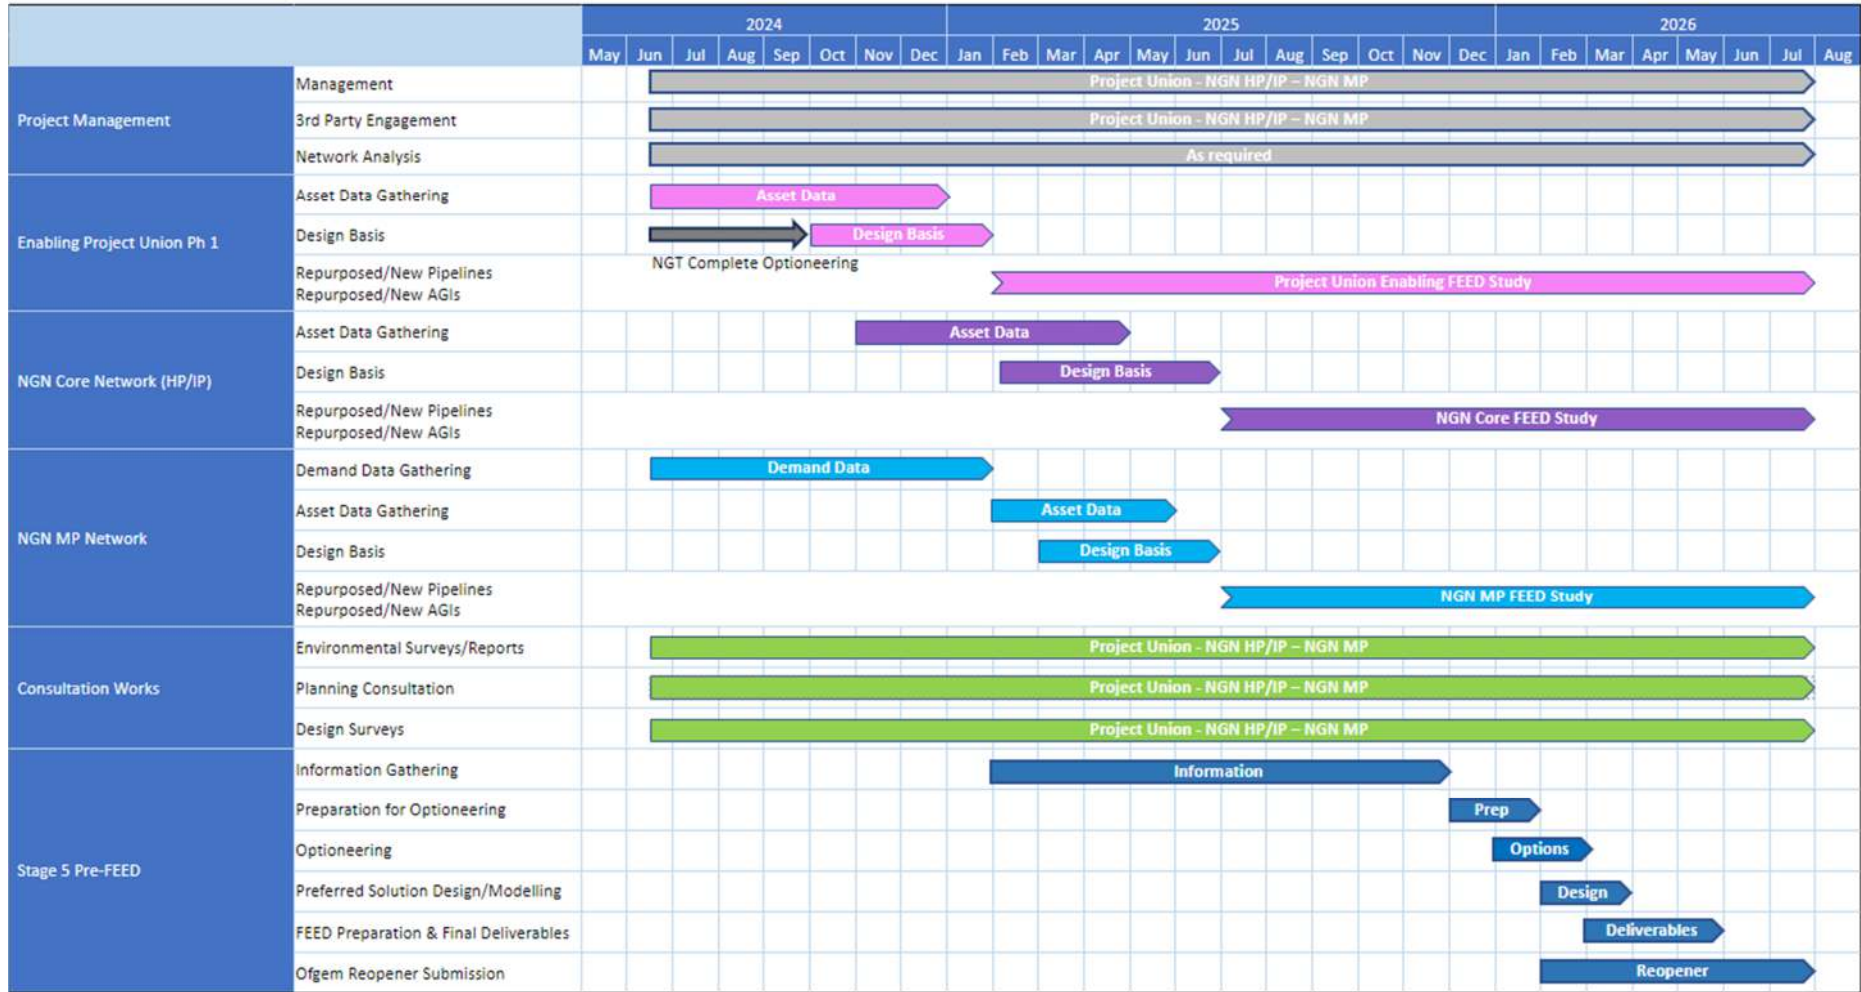 2024 2025 2026
May Jun Jul Aug Sep Oct Nov Dec Jan Feb Mar Apr May Jun Jul Aug Sep Oct Nov Dec Jan Feb Mar Apr May Jun Jul Aug
Project Management
Management
Project Union - NGN HP/IP – NGN MP
3rd Party Engagement
Project Union - NGN HP/IP – NGN MP
Network Analysis
As required
Enabling Project Union Ph 1
Asset Data Gathering
Asset Data
Design Basis
Design Basis
NGT Complete Optioneering
Repurposed/New Pipelines
Repurposed/New AGIs
Project Union Enabling FEED Study
NGN Core Network (HP/IP)
Asset Data Gathering
Asset Data
Design Basis
Design Basis
Repurposed/New Pipelines
Repurposed/New AGIs
NGN Core FEED Study
NGN MP Network
Demand Data Gathering
Demand Data
Asset Data Gathering
Asset Data
Design Basis
Design Basis
Repurposed/New Pipelines
Repurposed/New AGIs
NGN MP FEED Study
Consultation Works
Environmental Surveys/Reports
Project Union - NGN HP/IP – NGN MP
Planning Consultation
Project Union - NGN HP/IP – NGN MP
Design Surveys
Project Union - NGN HP/IP – NGN MP
Stage 5 Pre-FEED
Information Gathering
Information
Preparation for Optioneering
Prep
Optioneering
Options
Preferred Solution Design/Modelling
Design
FEED Preparation & Final Deliverables
Deliverables
Ofgem Reopener Submission
Reopener